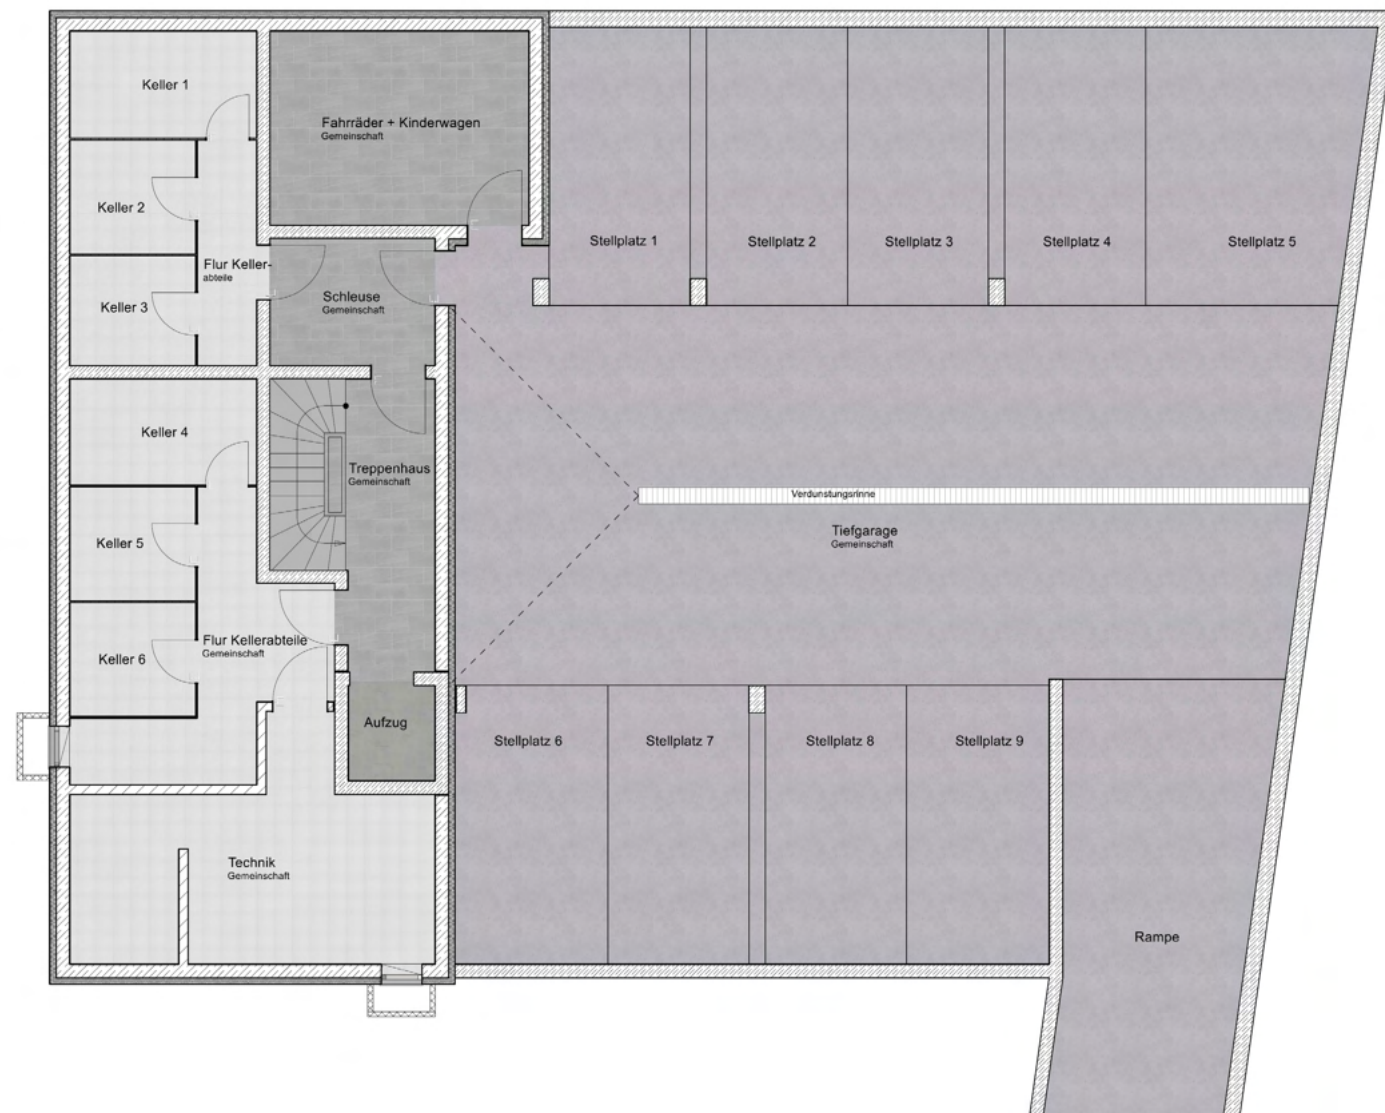 Keller 1
Fahrräder + Kinderwagen
Gemeinschaft
Keller 2
Stellplatz 1
Stellplatz 2
Stellplatz 3
Stellplatz 4
Stellplatz 5
Flur Keller-
abteile
Keller 3
Schleuse
Gemeinschaft
Keller 4
Treppenhaus
Gemeinschaft
Verdunstungsrinne
Tiefgarage
Gemeinschaft
Keller 5
Flur Kellerabteile
Gemeinschaft
Keller 6
Aufzug
Stellplatz 6
Stellplatz 7
Stellplatz 8
Stellplatz 9
Technik
Gemeinschaft
Rampe